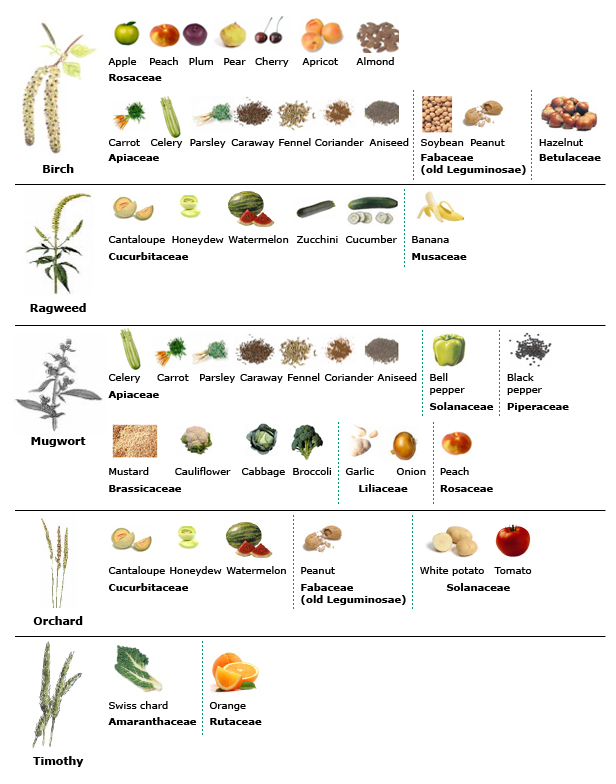 Apple Peach Plum Pear Cherry Apricot Almond
Rosaceae
Carrot Celery Parsley Caraway Fennel Coriander Aniseed Soybean Peanut Hazelnut
Apiaceae Fabaceae Betulaceae
(old Leguminosae)
Birch
Cantaloupe Honeydew Watermelon Zucchini Cucumber Banana
Cucurbitaceae Musaceae
Ragweed
Celery Carrot Parsley Caraway Fennel Coriander Aniseed Bell Black
Apiaceae pepper pepper
Solanaceae Piperaceae
Mugwort
Mustard Cauliflower Cabbage Broccoli Garlic Onion Peach
Brassicaceae Liliaceae Rosaceae
Cantaloupe Honeydew Watermelon Peanut White potato Tomato
Cucurbitaceae Fabaceae Solanaceae
(old Leguminosae)
Orchard
Swiss chard Orange
Amaranthaceae Rutaceae
Timothy